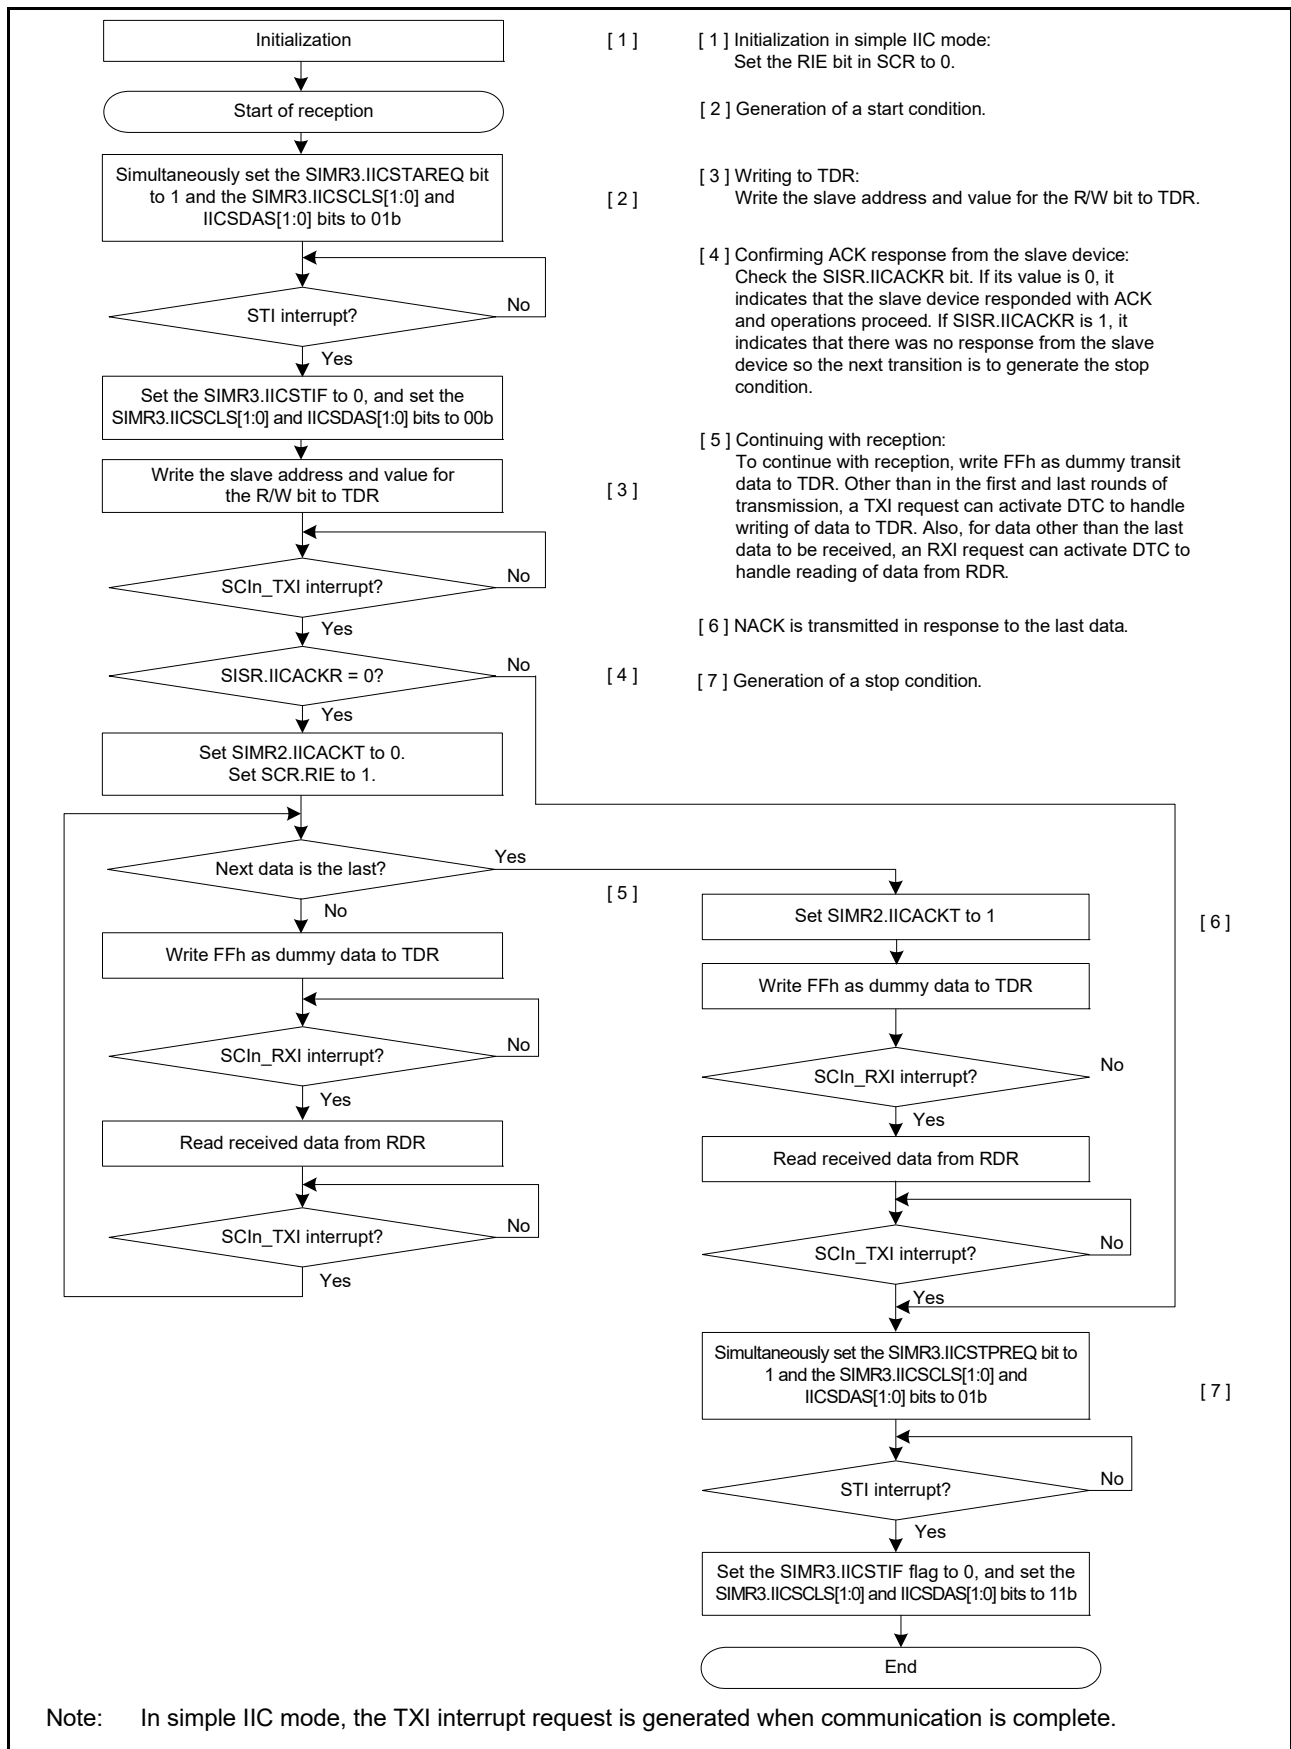 Initialization
[ 1 ]
[ 1 ] Initialization in simple IIC mode:
Set the RIE bit in SCR to 0.
Start of reception
[ 2 ] Generation of a start condition.
Simultaneously set the SIMR3.IICSTAREQ bit
to 1 and the SIMR3.IICSCLS[1:0] and
IICSDAS[1:0] bits to 01b
[ 2 ]
[ 3 ] Writing to TDR:
Write the slave address and value for the R/W bit to TDR.
[ 4 ] Confirming ACK response from the slave device:
Check the SISR.IICACKR bit. If its value is 0, it
indicates that the slave device responded with ACK
and operations proceed. If SISR.IICACKR is 1, it
indicates that there was no response from the slave
device so the next transition is to generate the stop
condition.
STI interrupt?
No
Yes
Set the SIMR3.IICSTIF to 0, and set the
SIMR3.IICSCLS[1:0] and IICSDAS[1:0] bits to 00b
[ 5 ] Continuing with reception:
To continue with reception, write FFh as dummy transit
data to TDR. Other than in the first and last rounds of
transmission, a TXI request can activate DTC to handle
writing of data to TDR. Also, for data other than the last
data to be received, an RXI request can activate DTC to
handle reading of data from RDR.
Write the slave address and value for
the R/W bit to TDR
[ 3 ]
SCIn_TXI interrupt?
No
Yes
[ 6 ] NACK is transmitted in response to the last data.
SISR.IICACKR = 0?
No
[ 4 ]
[ 7 ] Generation of a stop condition.
Yes
Set SIMR2.IICACKT to 0.
Set SCR.RIE to 1.
Next data is the last?
Yes
[ 5 ]
No
Write FFh as dummy data to TDR
SCIn_RXI interrupt?
No
Yes
Read received data from RDR
SCIn_TXI interrupt?
No
Yes
Set SIMR2.IICACKT to 1
[ 6 ]
Write FFh as dummy data to TDR
SCIn_RXI interrupt?
No
Yes
Read received data from RDR
SCIn_TXI interrupt?
No
Yes
Simultaneously set the SIMR3.IICSTPREQ bit to
1 and the SIMR3.IICSCLS[1:0] and
IICSDAS[1:0] bits to 01b
[ 7 ]
STI interrupt?
No
Yes
Set the SIMR3.IICSTIF flag to 0, and set the
SIMR3.IICSCLS[1:0] and IICSDAS[1:0] bits to 11b
End
Note: In simple IIC mode, the TXI interrupt request is generated when communication is complete.